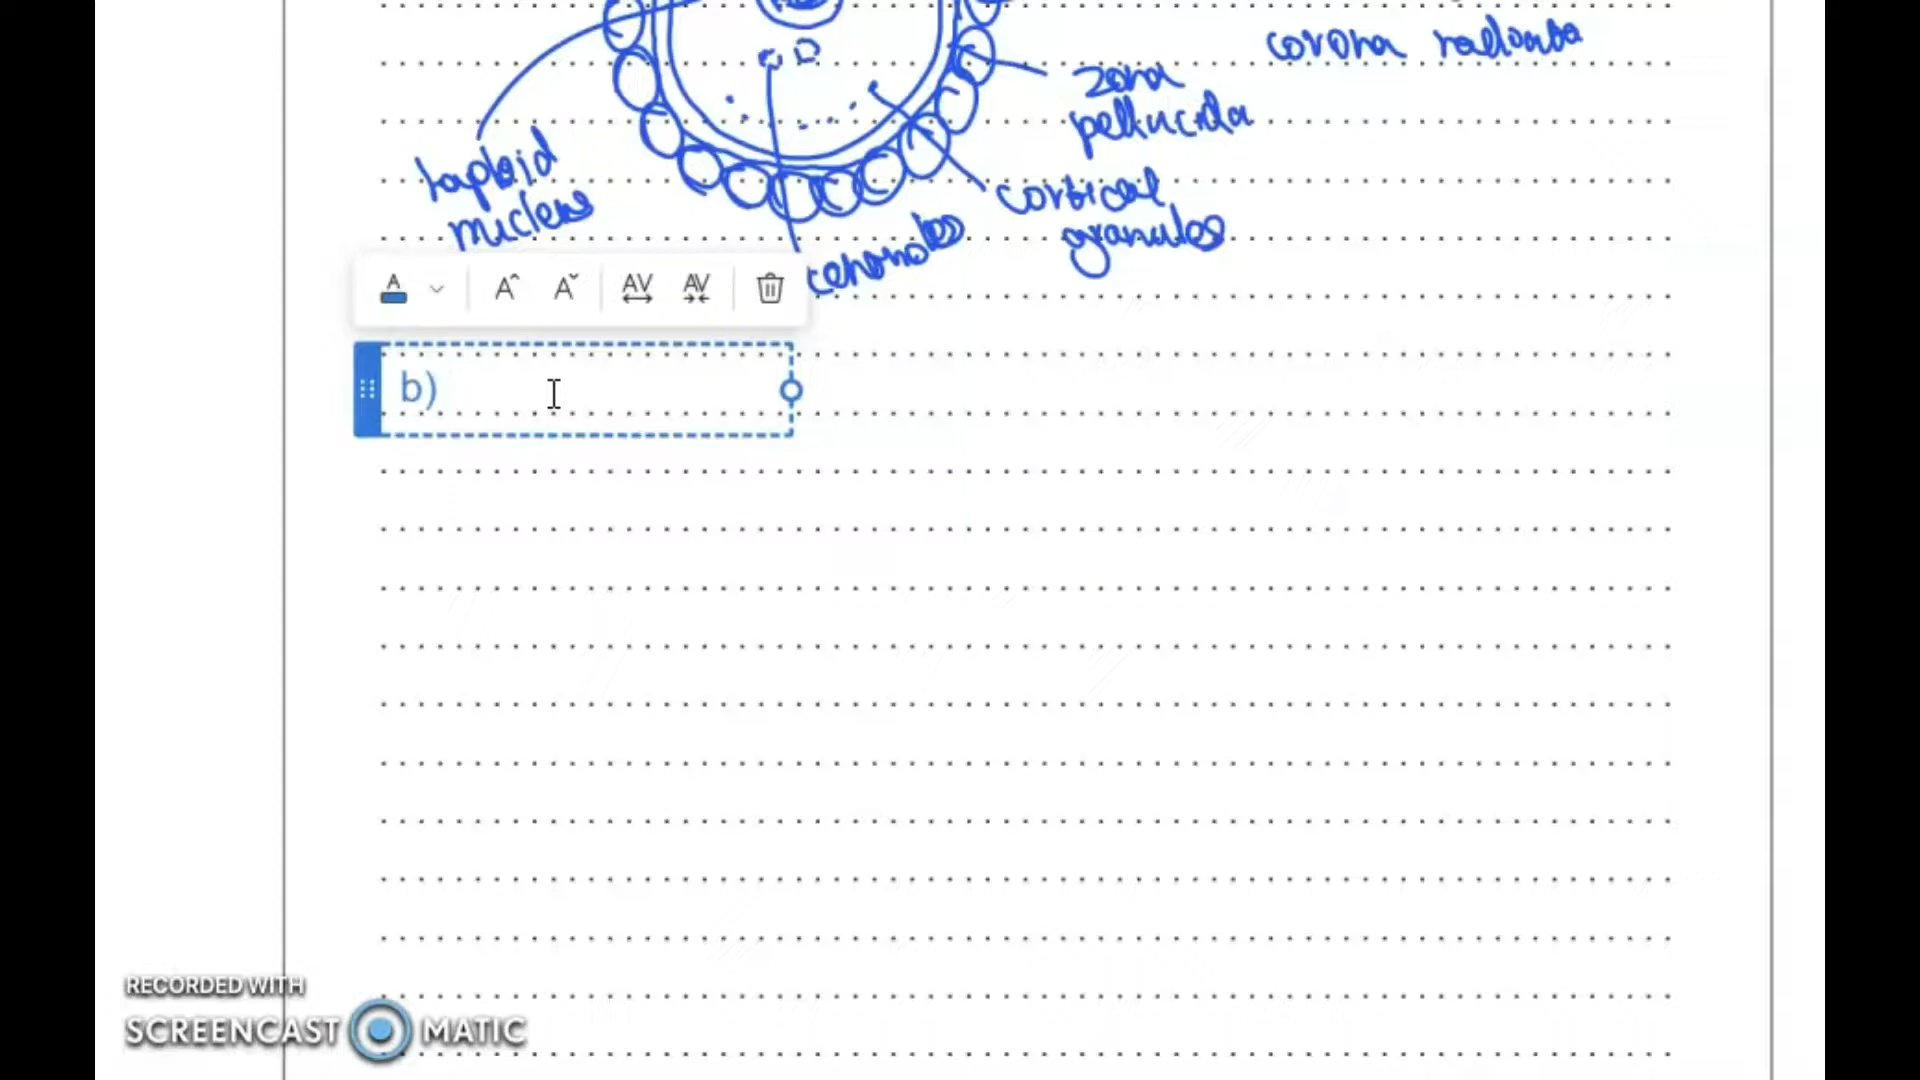 corona radiata
zona
pellucida
haploid
nucleus
cortical
granules
b)
RECORDED WITH
SCREENCAST MATIC